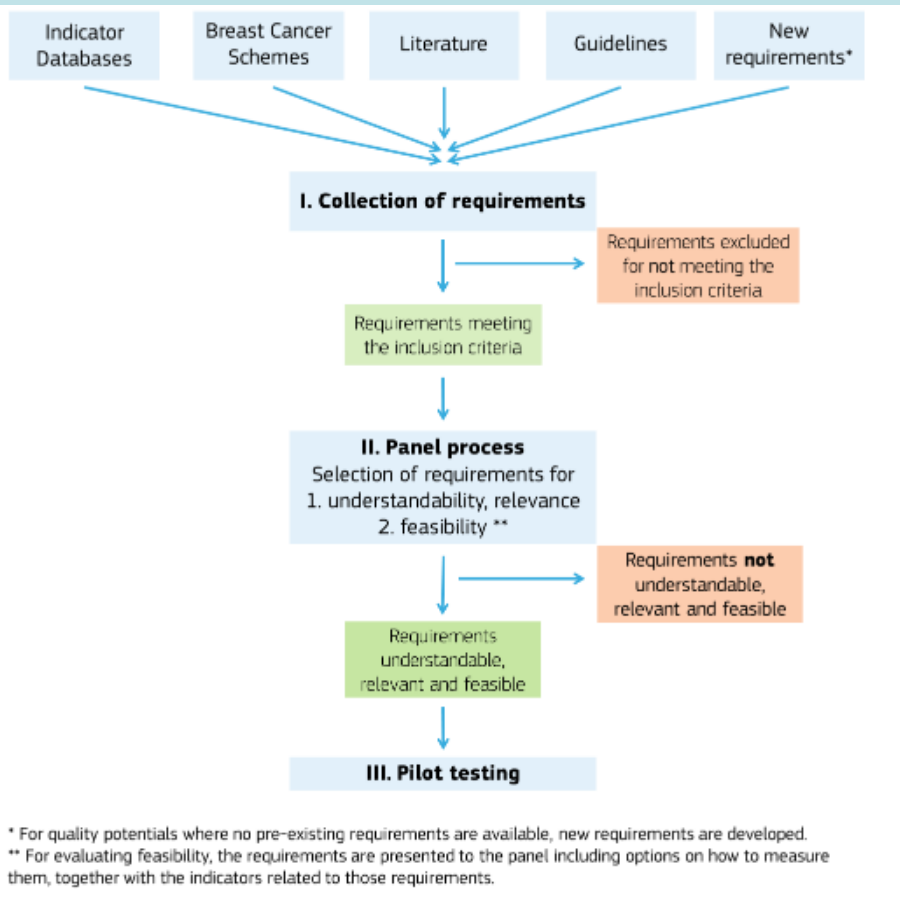 Indicator
Databases
Breast Cancer
Schemes
Literature
Guidelines
New
requirements*
I. Collection of requirements
Requirements excluded
for not meeting the
inclusion criteria
Requirements meeting
the inclusion criteria
II. Panel process
Selection of requirements for
1. understandability, relevance
2. feasibility **
Requirements not
understandable,
relevant and feasible
Requirements
understandable,
relevant and feasible
III. Pilot testing
* For quality potentials where no pre-existing requirements are available, new requirements are developed.
** For evaluating feasibility, the requirements are presented to the panel including options on how to measure
them, together with the indicators related to those requirements.